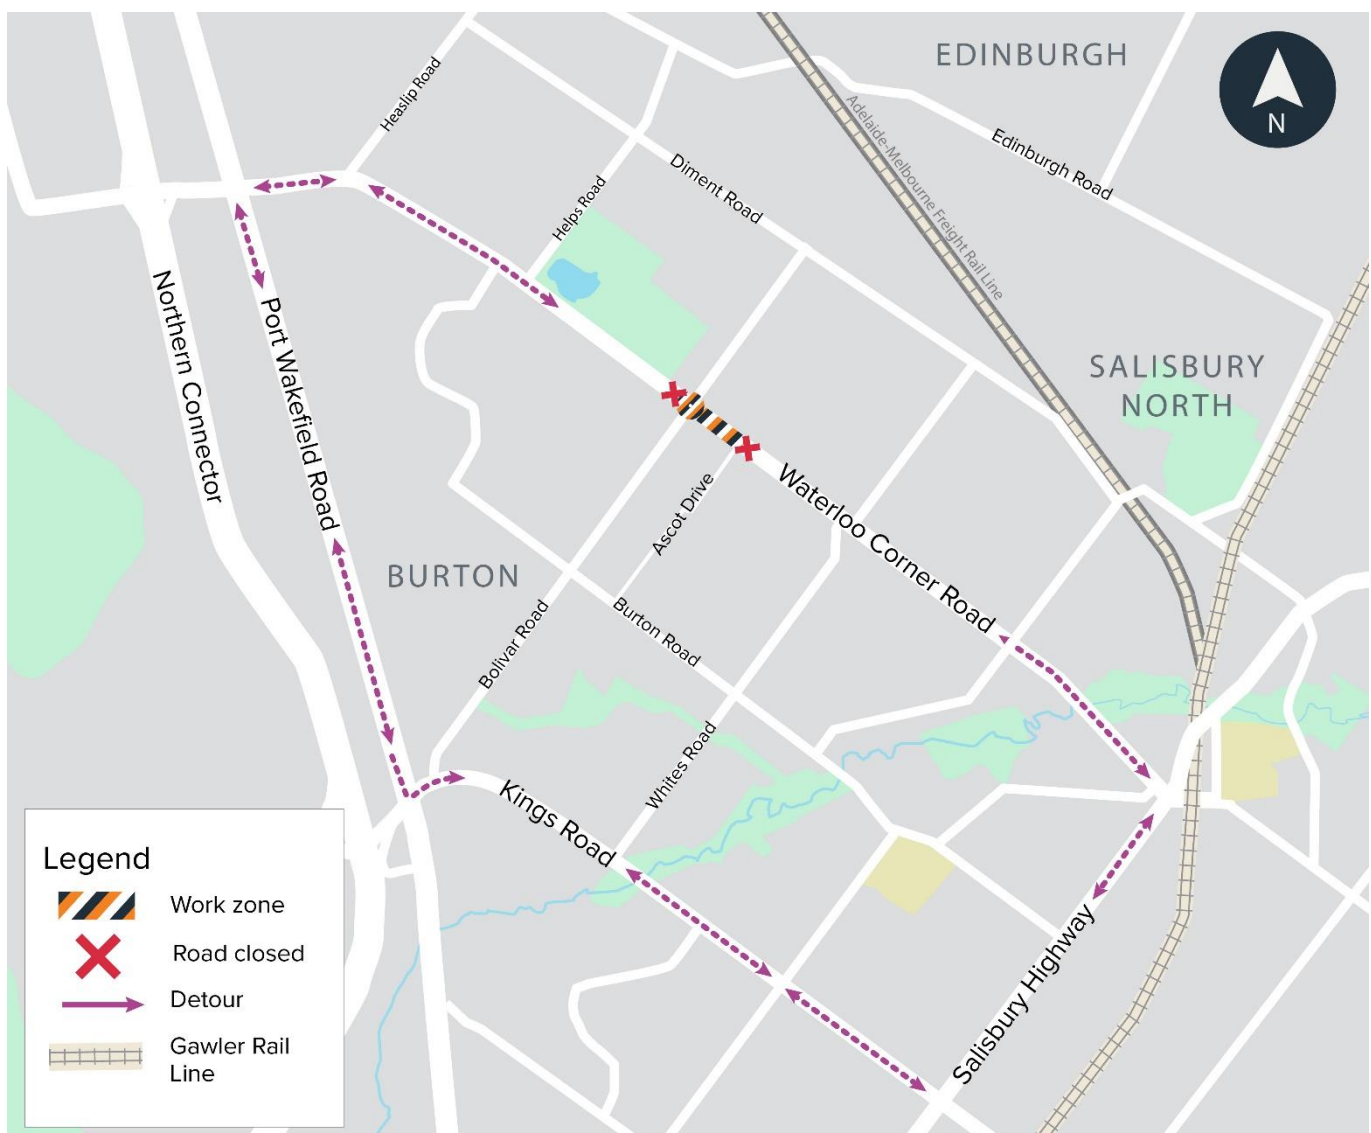 EDINBURGH
N
Heaslip Road
Adelaide-Melbourne Freight Rail Line
Edinburgh Road
Diment Road
Helps Road
Northern Connector
Port Wakefield Road
SALISBURY
NORTH
Waterloo Corner Road
Ascot Drive
BURTON
Burton Road
Bolivar Road
Whites Road
Kings Road
Salisbury Highway
Legend
Work zone
Road closed
Detour
Gawler Rail
Line